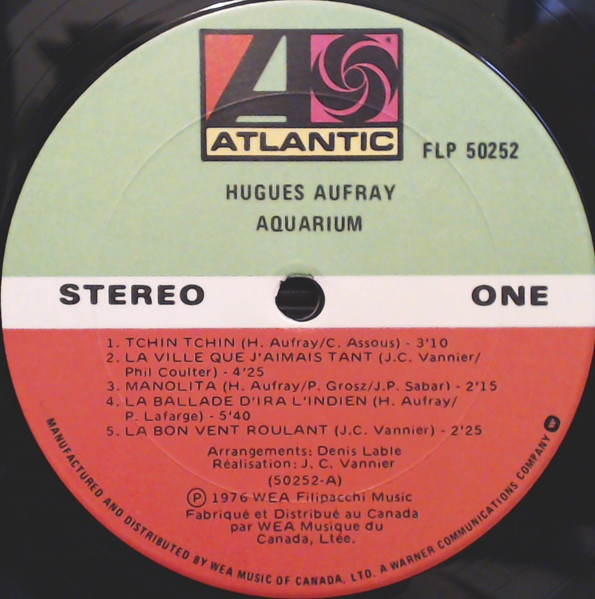 ATLANTIC
FLP 50252
HUGUES AUFRAY
AQUARIUM
STEREO
ONE
1. TCHIN TCHIN (H. Aufray/C. Assous) - 3'10
2. LA VILLE QUE J'AIMAIS TANT (J.C. Vannier/
Phil Coulter) - 4'25
3. MANOLITA (H. Aufray/P. Grosz/J.P. Sabar) - 2'15
4. LA BALLADE D'IRA L'INDIEN (H. Aufray/
P. Lafarge) - 5'40
5. LA BON VENT ROULANT (J.C. Vannier) - 2'25
Arrangements: Denis Lable
Réalisation: J. C. Vannier
(50252-A)
Ⓟ 1976 WEA Filipacchi Music
Fabriqué et Distribué au Canada
par WEA Musique du
Canada, Ltée.
MANUFACTURED AND DISTRIBUTED BY WEA MUSIC OF CANADA, LTD. A WARNER COMMUNICATIONS COMPANY